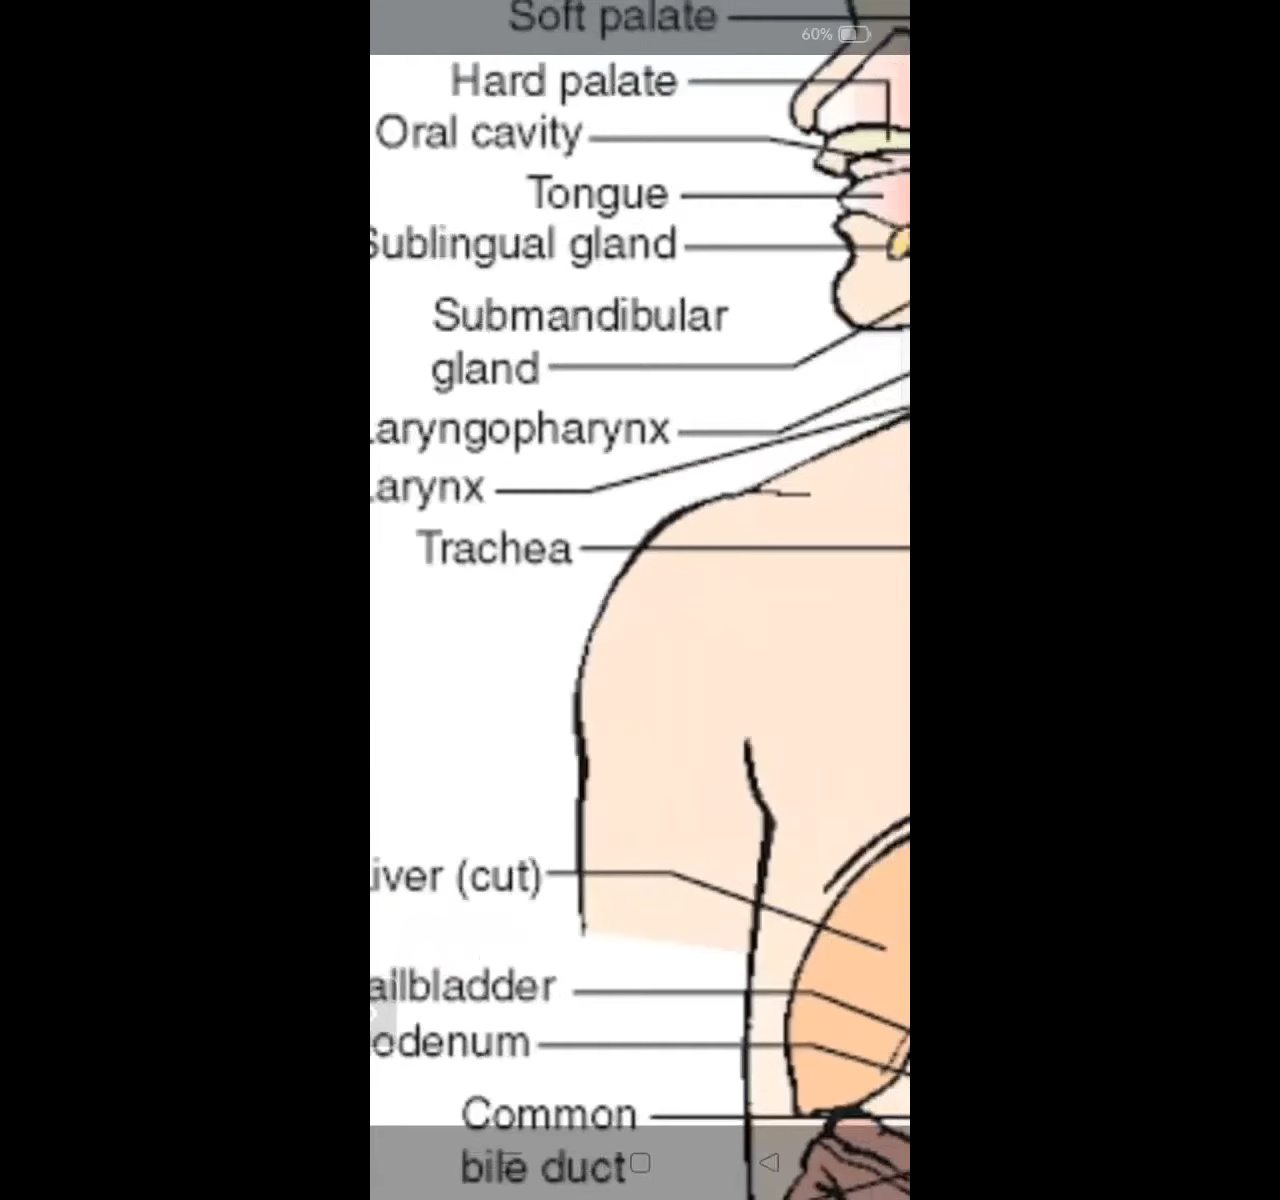 Soft palate
60%
Hard palate
Oral cavity
Tongue
Sublingual gland
Submandibular
gland
aryngopharynx
arynx
Trachea
iver (cut)
ailbladder
odenum
Common
bile duct